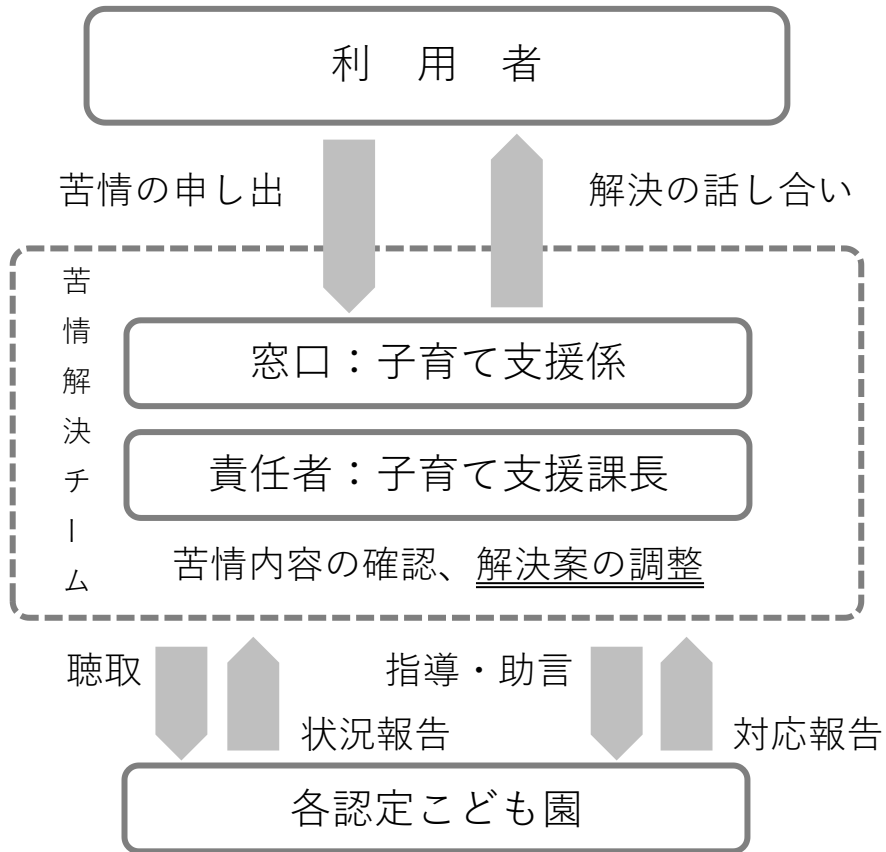 利　用　者
苦情の申し出
解決の話し合い
苦情解決チーム
窓口：子育て支援係
責任者：子育て支援課長
苦情内容の確認、解決案の調整
聴取
指導・助言
状況報告
対応報告
各認定こども園